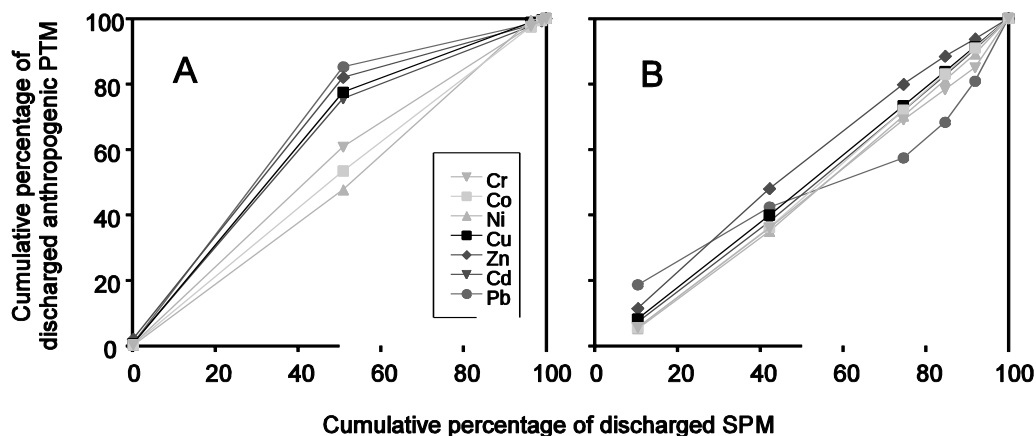 Cumulative percentage of
discharged anthropogenic PTM
100
80
60
40
20
0
A
Cr
Co
Ni
Cu
Zn
Cd
Pb
0 20 40 60 80 100
B
0 20 40 60 80 100
Cumulative percentage of discharged SPM